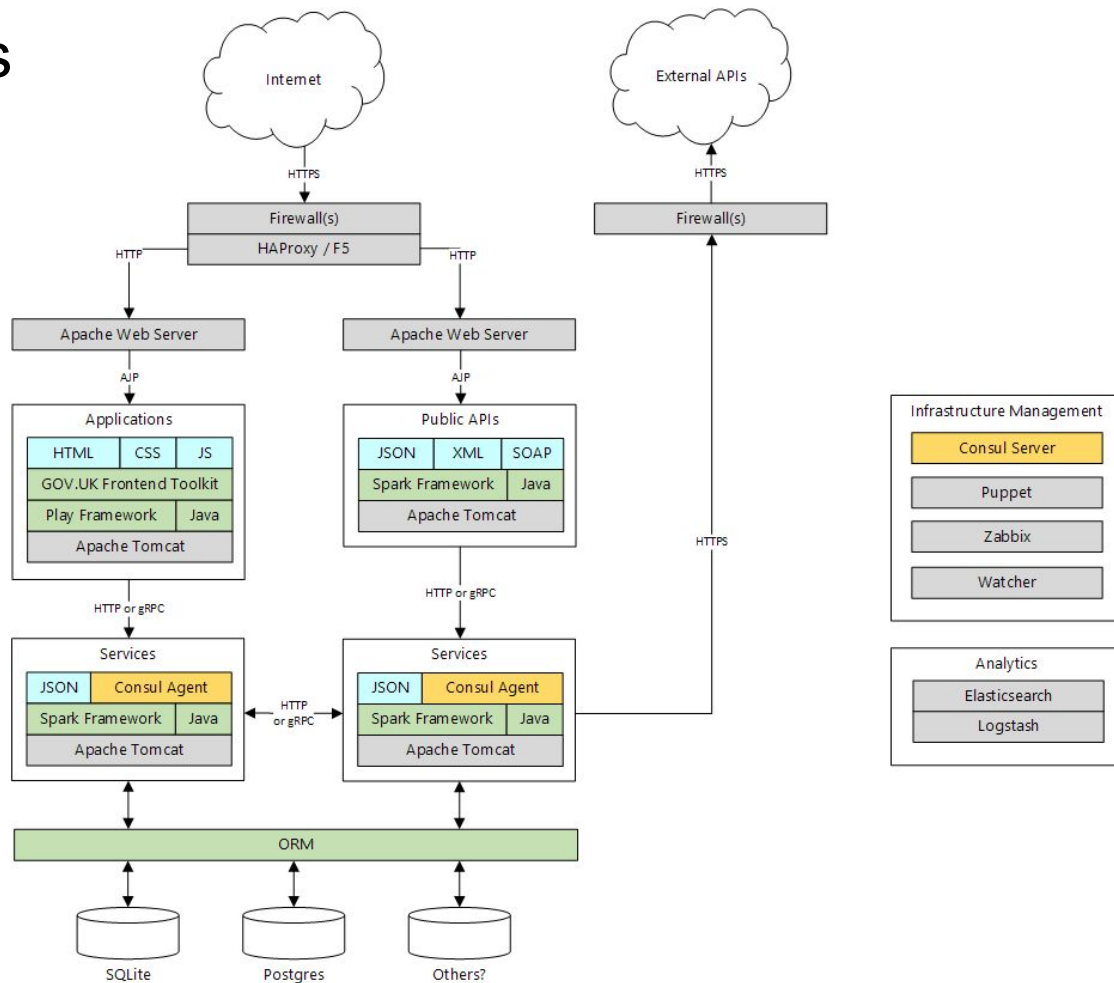 s
Internet
External APIs
HTTPS
HTTPS
Firewall(s)
HAProxy / F5
Firewall(s)
HTTP
HTTP
Apache Web Server
Apache Web Server
AJP
AJP
Applications
HTML CSS JS
GOV.UK Frontend Toolkit
Play Framework Java
Apache Tomcat
Public APIs
JSON XML SOAP
Spark Framework Java
Apache Tomcat
HTTPS
HTTP or gRPC
HTTP or gRPC
Services
JSON Consul Agent
Spark Framework Java
Apache Tomcat
HTTP
or gRPC
Services
JSON Consul Agent
Spark Framework Java
Apache Tomcat
ORM
SQLite
Postgres
Others?
Infrastructure Management
Consul Server
Puppet
Zabbix
Watcher
Analytics
Elasticsearch
Logstash